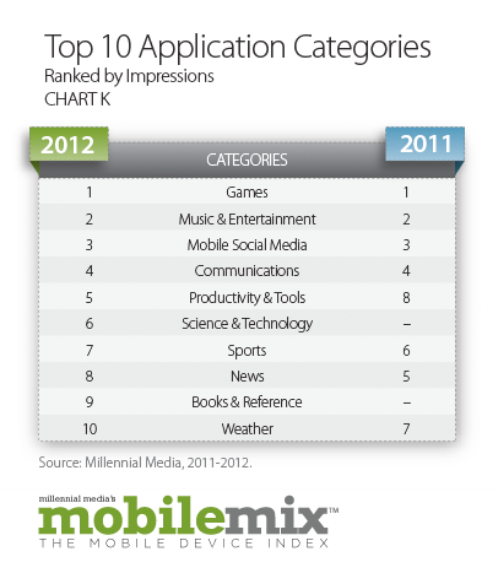 Top 10 Application Categories
Ranked by Impressions
CHART K
2012 CATEGORIES 2011
1 Games 1
2 Music & Entertainment 2
3 Mobile Social Media 3
4 Communications 4
5 Productivity & Tools 8
6 Science & Technology –
7 Sports 6
8 News 5
9 Books & Reference –
10 Weather 7
Source: Millennial Media, 2011-2012.
millennial media's
mobilemix™
THE MOBILE DEVICE INDEX